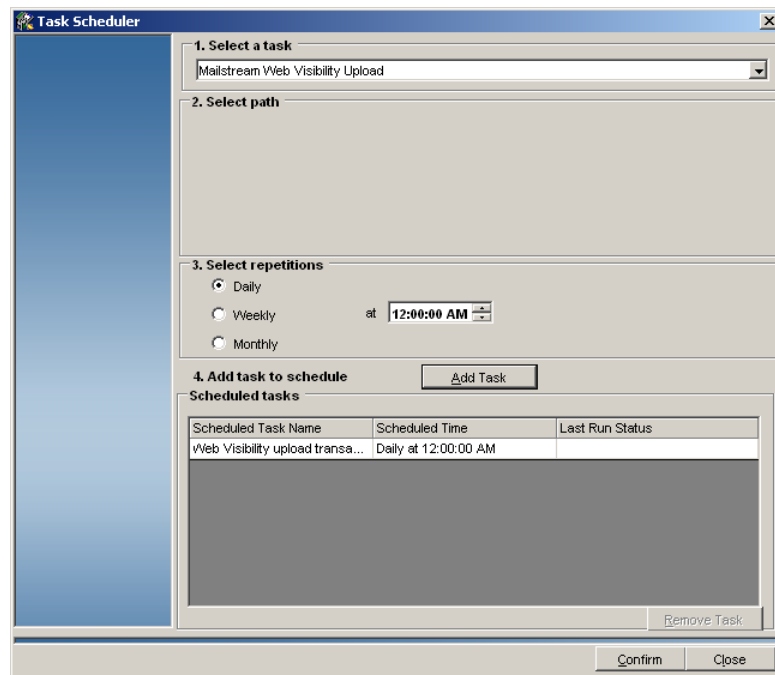 Task Scheduler
1. Select a task
Mailstream Web Visibility Upload
2. Select path
3. Select repetitions
Daily
Weekly at 12:00:00 AM
Monthly
4. Add task to schedule Add Task
Scheduled tasks
Scheduled Task Name Scheduled Time Last Run Status
Web Visibility upload transa... Daily at 12:00:00 AM
Remove Task
Confirm Close